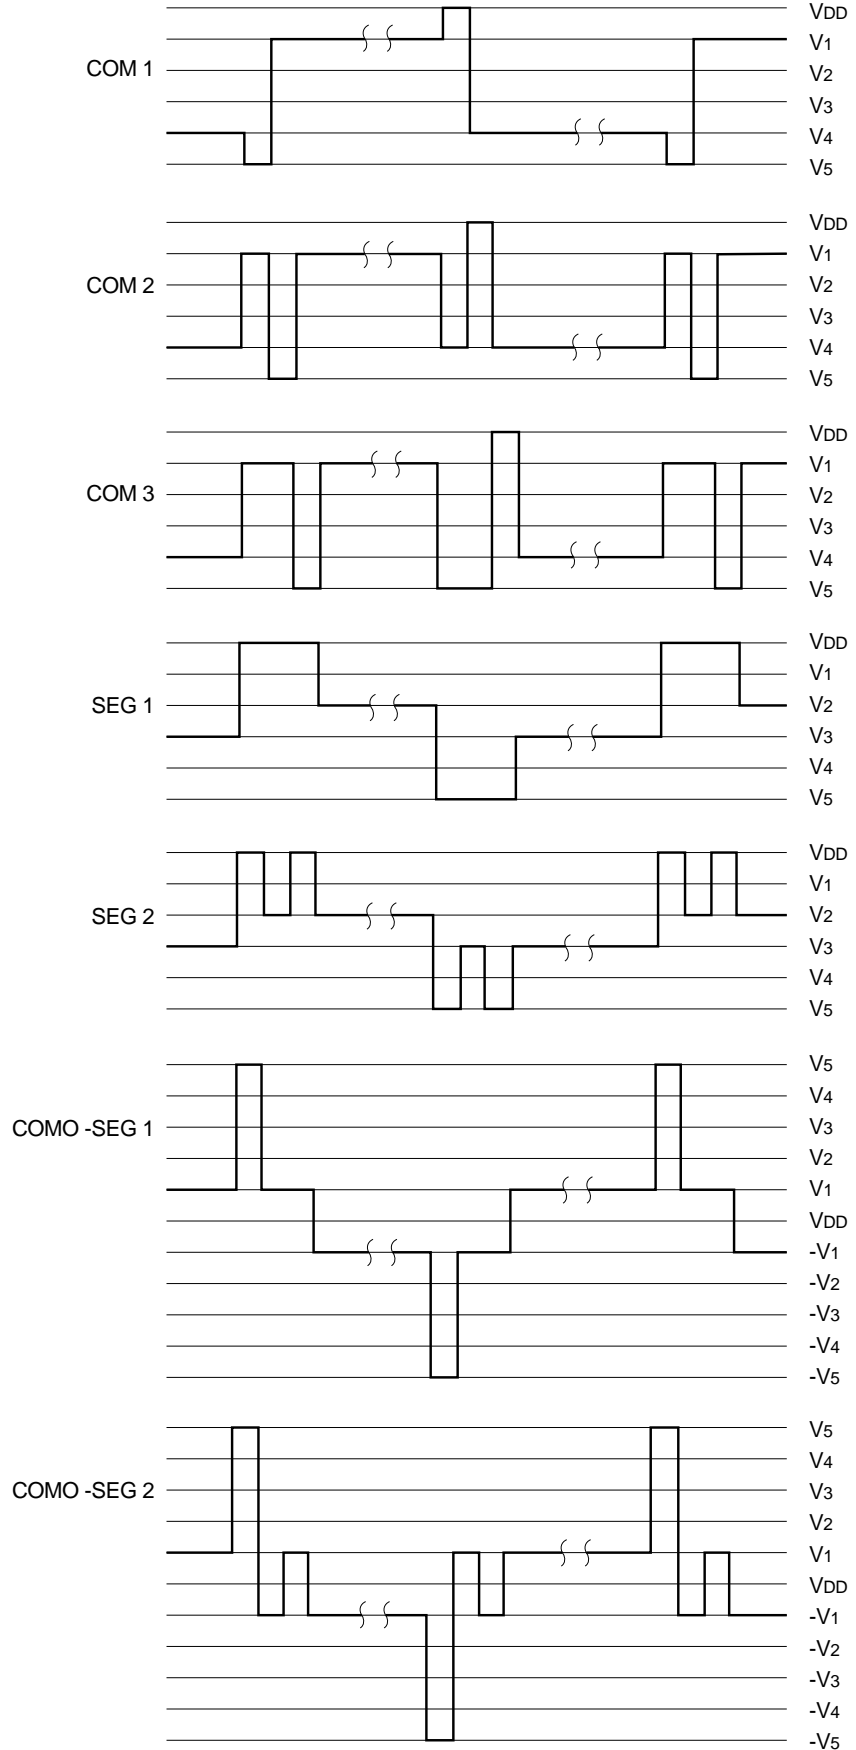 VDD
V1
COM 1
V2
V3
V4
V5
VDD
V1
COM 2
V2
V3
V4
V5
VDD
V1
COM 3
V2
V3
V4
V5
VDD
V1
SEG 1
V2
V3
V4
V5
VDD
V1
SEG 2
V2
V3
V4
V5
V5
V4
COMO -SEG 1
V3
V2
V1
VDD
-V1
-V2
-V3
-V4
-V5
V5
V4
COMO -SEG 2
V3
V2
V1
VDD
-V1
-V2
-V3
-V4
-V5